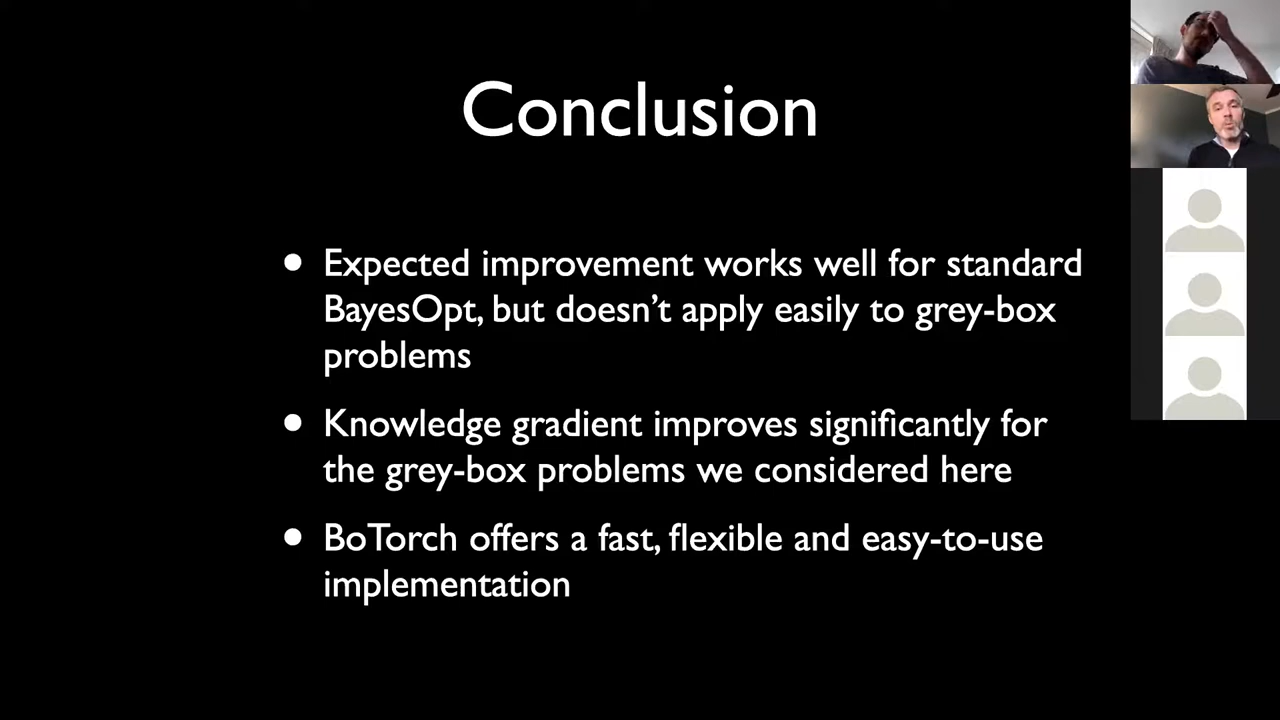 Conclusion
• Expected improvement works well for standard
BayesOpt, but doesn’t apply easily to grey-box
problems
• Knowledge gradient improves significantly for
the grey-box problems we considered here
• BoTorch offers a fast, flexible and easy-to-use
implementation